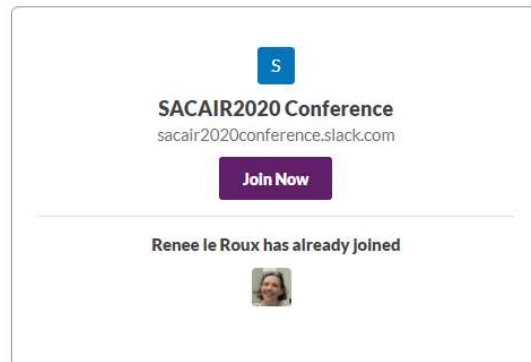 S
SACAIR2020 Conference
sacair2020conference.slack.com
Join Now
Renee le Roux has already joined